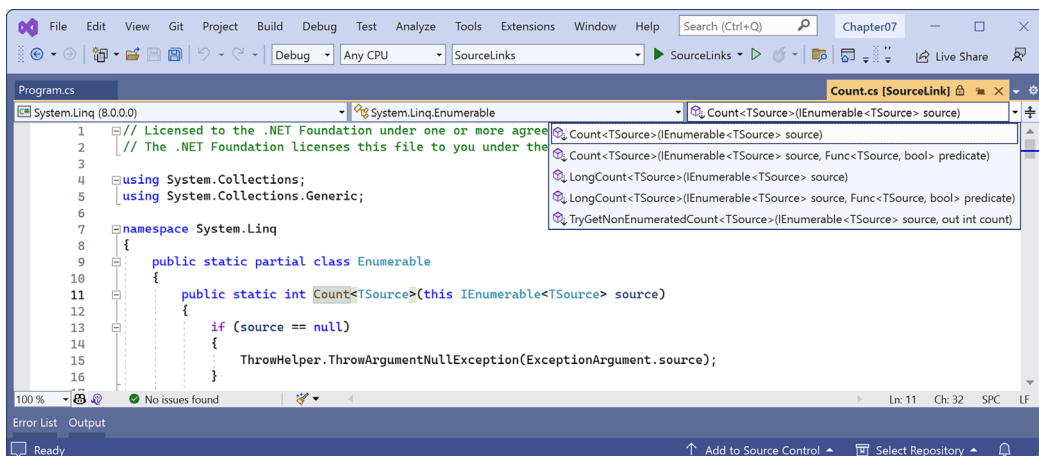 File Edit View Git Project Build Debug Test Analyze Tools Extensions Window Help Search (Ctrl+Q) Chapter07
Debug Any CPU SourceLinks SourceLinks Live Share
Program.cs Count.cs [SourceLink]
C# System.Linq (8.0.0.0) System.Linq.Enumerable Count<TSource>(IEnumerable<TSource> source)
Count<TSource>(IEnumerable<TSource> source)
Count<TSource>(IEnumerable<TSource> source, Func<TSource, bool> predicate)
LongCount<TSource>(IEnumerable<TSource> source)
LongCount<TSource>(IEnumerable<TSource> source, Func<TSource, bool> predicate)
TryGetNonEnumeratedCount<TSource>(IEnumerable<TSource> source, out int count)
1 // Licensed to the .NET Foundation under one or more agree
2 // The .NET Foundation licenses this file to you under the
3
4 using System.Collections;
5 using System.Collections.Generic;
6
7 namespace System.Linq
8 {
9 public static partial class Enumerable
10 {
11 public static int Count<TSource>(this IEnumerable<TSource> source)
12 {
13 if (source == null)
14 {
15 ThrowHelper.ThrowArgumentNullException(ExceptionArgument.source);
16 }
100 % No issues found Ln: 11 Ch: 32 SPC LF
Error List Output
Ready Add to Source Control Select Repository